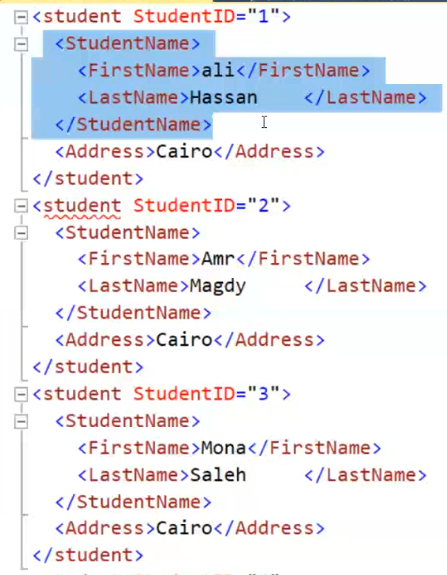 <student StudentID="1">
<StudentName>
<FirstName>ali</FirstName>
<LastName>Hassan    </LastName>
</StudentName>
<Address>Cairo</Address>
</student>
<student StudentID="2">
<StudentName>
<FirstName>Amr</FirstName>
<LastName>Magdy     </LastName>
</StudentName>
<Address>Cairo</Address>
</student>
<student StudentID="3">
<StudentName>
<FirstName>Mona</FirstName>
<LastName>Saleh     </LastName>
</StudentName>
<Address>Cairo</Address>
</student>